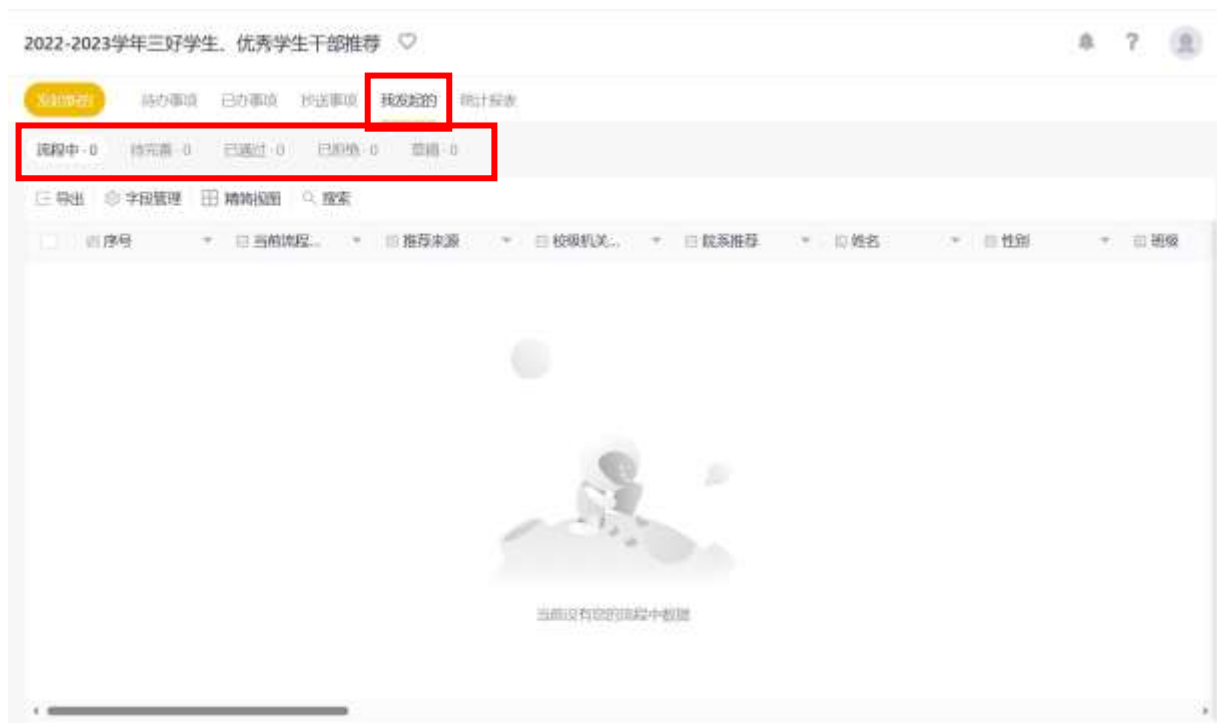 2022-2023学年三好学生、优秀学生干部推荐
待办事项 已办事项 抄送事项 我发起的 统计报表
流程中·0 待完善·0 已通过·0 已拒绝·0 草稿·0
导出 字段管理 精简视图 搜索
序号 当前流程... 推荐来源 校级机关... 院系推荐 姓名 性别 班级
当前没有您的流程中数据